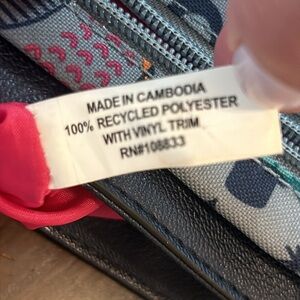 MADE IN CAMBODIA
100% RECYCLED POLYESTER
WITH VINYL TRIM
RN#108833